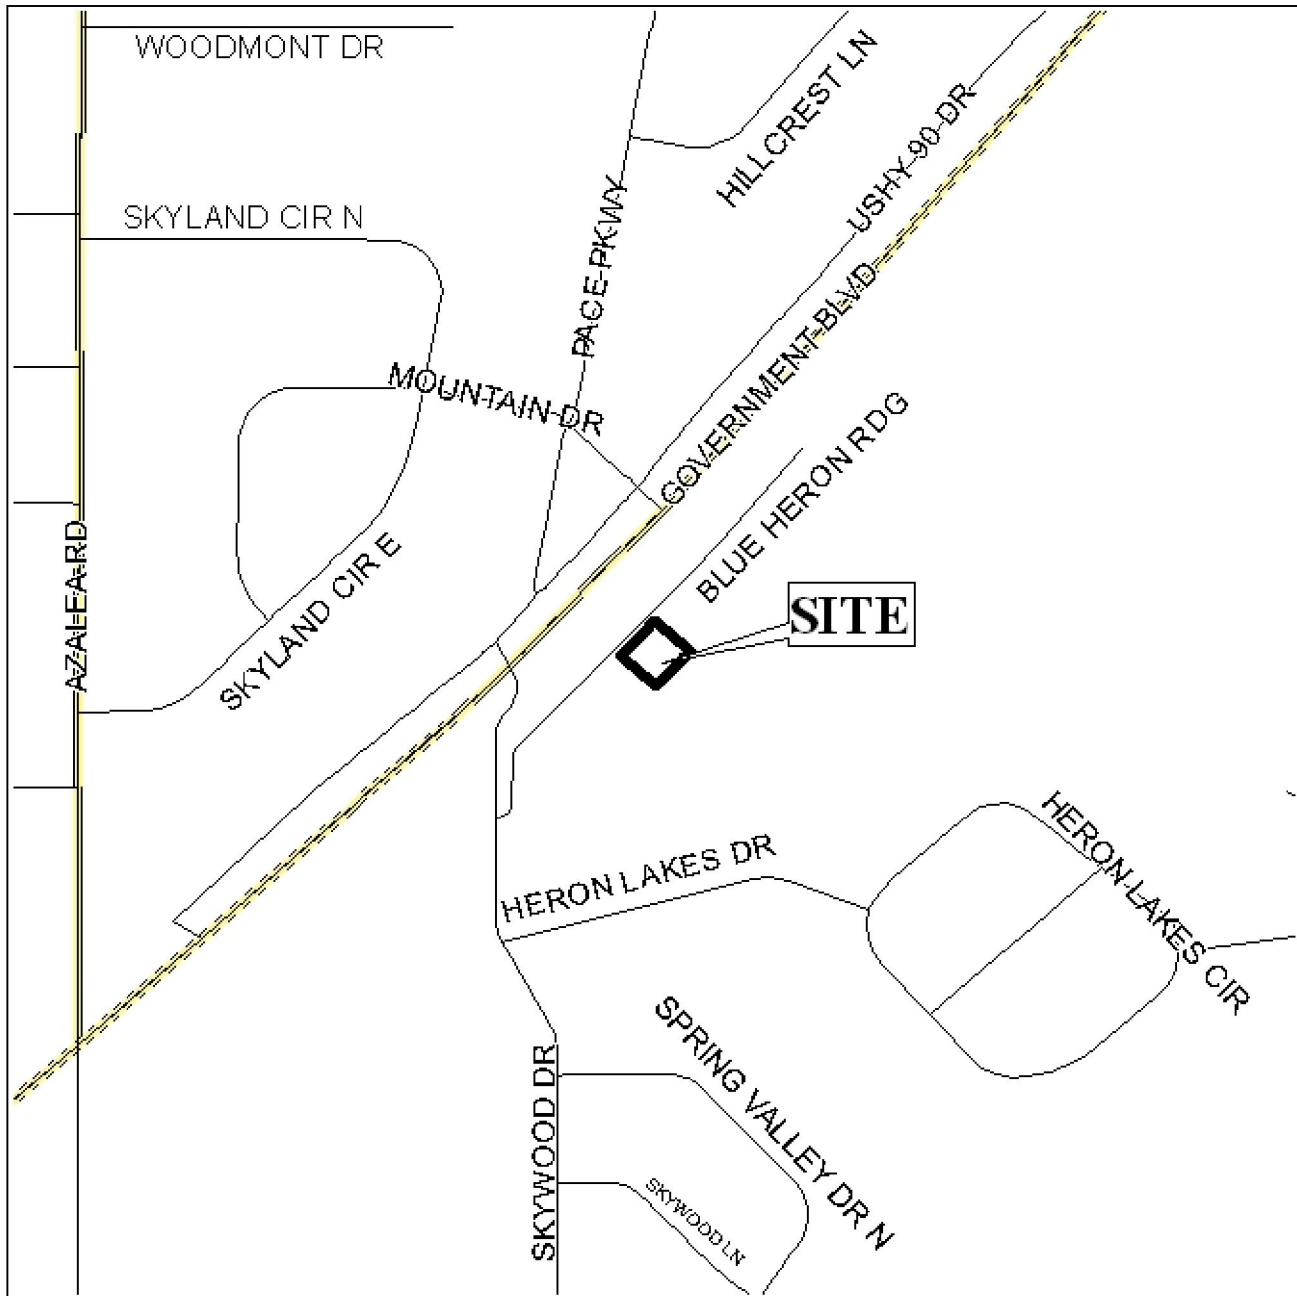 WOODMONT DR
HILLCREST LN
USHY 90 DR
SKYLAND CIR N
PACE PKWY
GOVERNMENT BLVD
MOUNTAIN DR
BLUE HERON RDG
AZALEA RD
SKYLAND CIR E
SITE
HERON LAKES DR
HERON LAKES CIR
SPRING VALLEY DR N
SKYWOOD DR
SKYWOOD LN